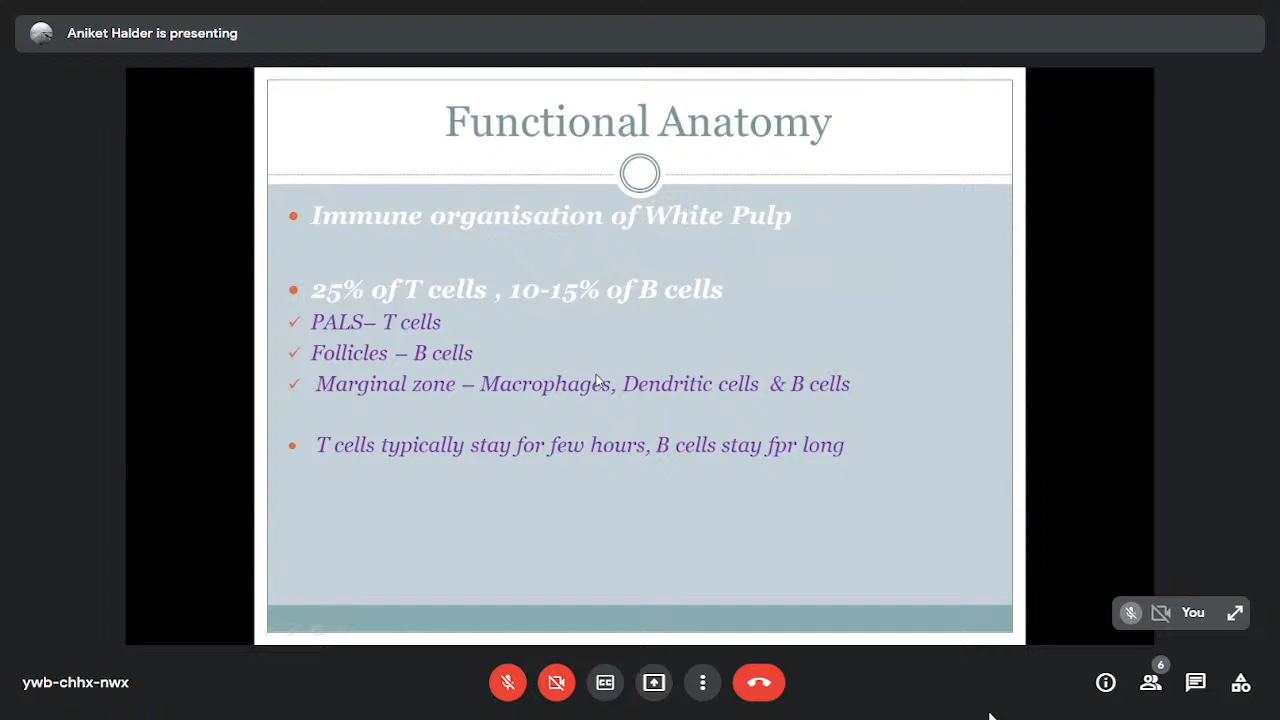 Aniket Halder is presenting
Functional Anatomy
Immune organisation of White Pulp
25% of T cells , 10-15% of B cells
PALS– T cells
Follicles – B cells
Marginal zone – Macrophages, Dendritic cells & B cells
T cells typically stay for few hours, B cells stay fpr long
You
6
ywb-chhx-nwx
CC